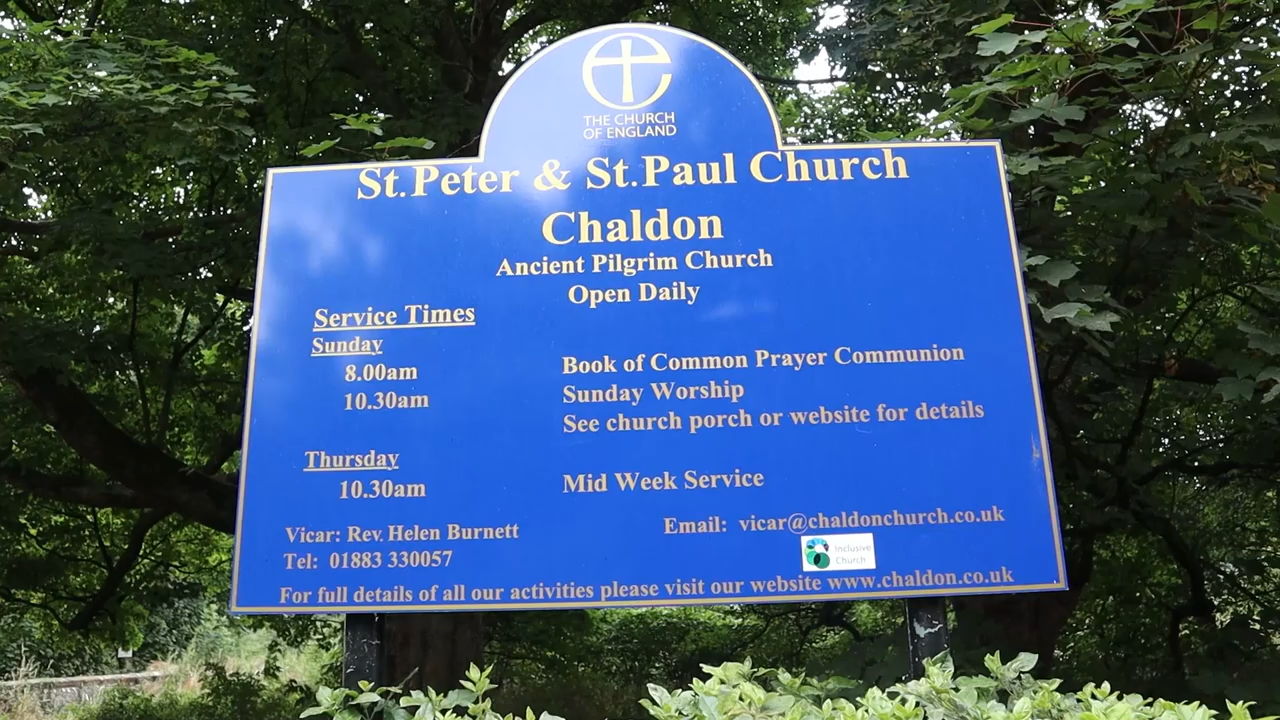 THE CHURCH
OF ENGLAND
St.Peter & St.Paul Church
Chaldon
Ancient Pilgrim Church
Open Daily
Service Times
Sunday
8.00am Book of Common Prayer Communion
10.30am Sunday Worship
See church porch or website for details
Thursday
10.30am Mid Week Service
Vicar: Rev. Helen Burnett Email: vicar@chaldonchurch.co.uk
Tel: 01883 330057
Inclusive
Church
For full details of all our activities please visit our website www.chaldon.co.uk